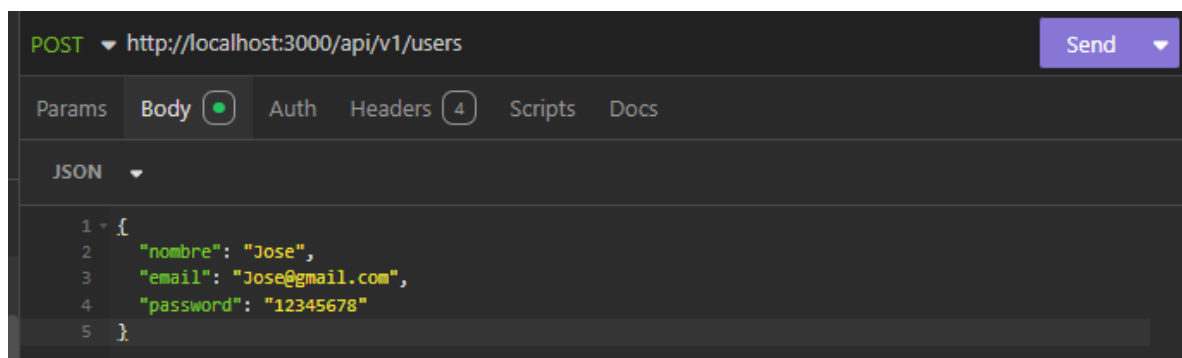 POST http://localhost:3000/api/v1/users Send
Params Body Auth Headers 4 Scripts Docs
JSON
1 {
2 "nombre": "Jose",
3 "email": "Jose@gmail.com",
4 "password": "12345678"
5 }